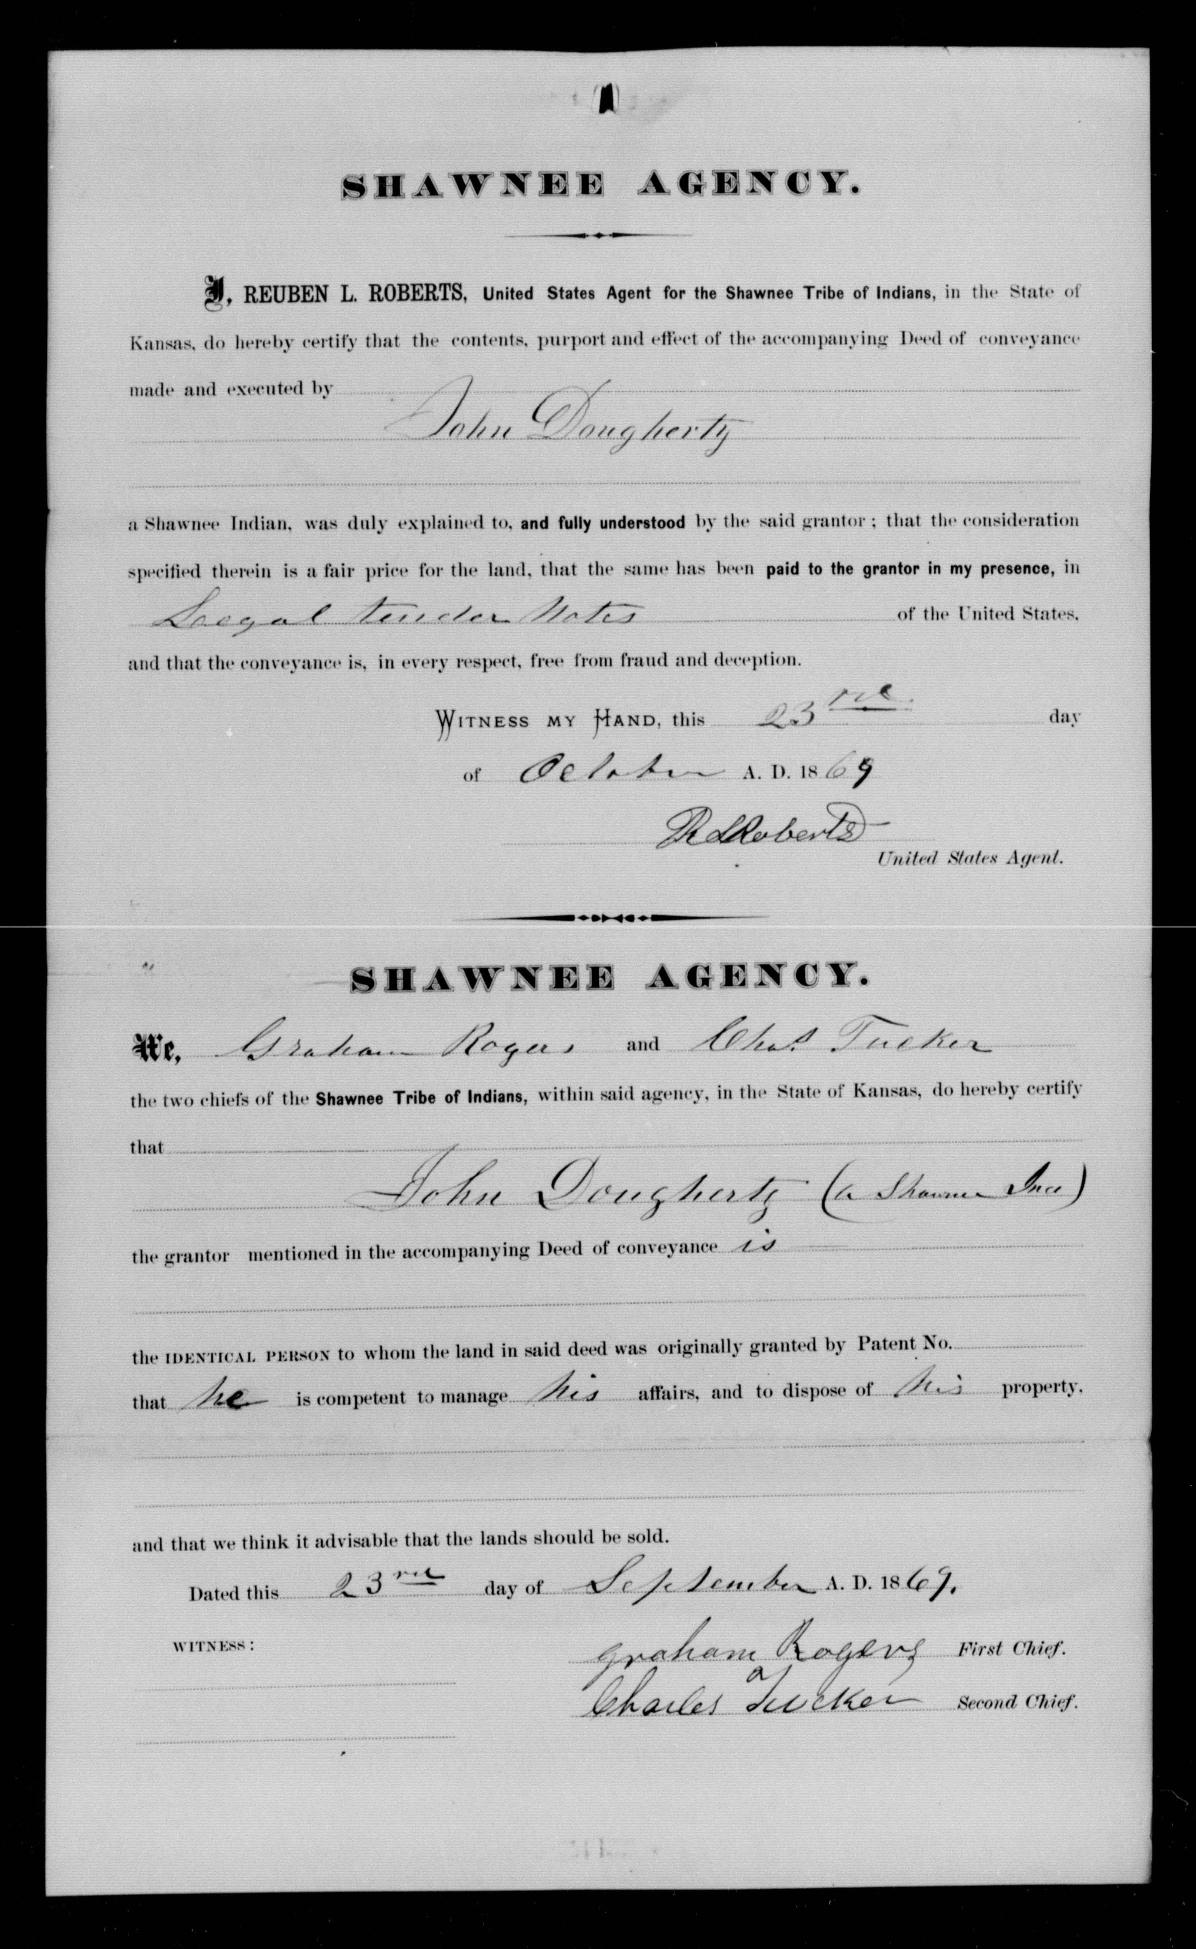 SHAWNEE AGENCY.
I, REUBEN L. ROBERTS, United States Agent for the Shawnee Tribe of Indians, in the State of
Kansas, do hereby certify that the contents, purport and effect of the accompanying Deed of conveyance
made and executed by
John Dougherty
a Shawnee Indian, was duly explained to, and fully understood by the said grantor; that the consideration
specified therein is a fair price for the land, that the same has been paid to the grantor in my presence, in
Leegal tender Notes of the United States,
and that the conveyance is, in every respect, free from fraud and deception.
WITNESS MY HAND, this 23rd day
of October A. D. 1869
R L Roberts
United States Agent.
SHAWNEE AGENCY.
We, Graham Rogers and Chas Tucker
the two chiefs of the Shawnee Tribe of Indians, within said agency, in the State of Kansas, do hereby certify
that
John Dougherty (a Shawnee Ind)
the grantor mentioned in the accompanying Deed of conveyance is
the IDENTICAL PERSON to whom the land in said deed was originally granted by Patent No.
that he is competent to manage his affairs, and to dispose of his property,
and that we think it advisable that the lands should be sold.
Dated this 23rd day of September A. D. 1869.
WITNESS:
graham Rogers First Chief.
Charles Tucker Second Chief.